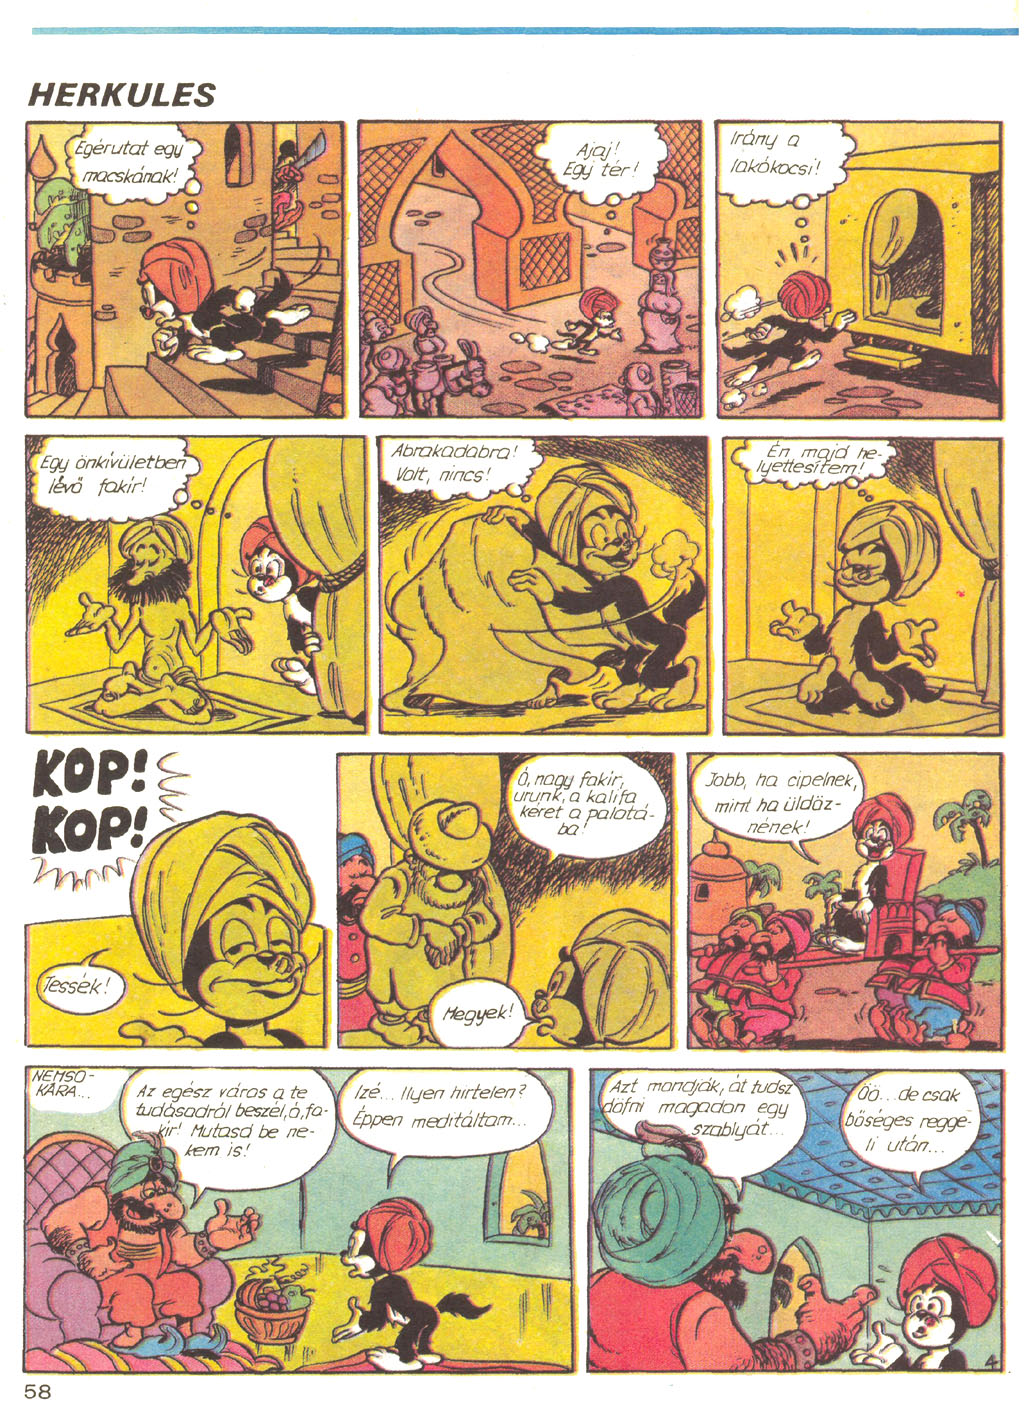 HERKULES
Egérutat egy
macskának!
Ajaj!
Egy tér!
Irány a
lakókocsi!
Egy önkívületben
lévő fakír!
Abrakadabra!
Volt, nincs!
Én majd he-
lyettesítem!
KOP!
KOP!
Tessék!
Ó, nagy fakír,
urunk, a kalifa
kéret a palotá-
ba!
Megyek!
Jobb, ha cipelnek,
mint ha üldöz-
nének!
NEMSO-
KÁRA...
Az egész város a te
tudásodról beszél, ó, fa-
kír! Mutasd be ne-
kem is!
Izé... Ilyen hirtelen?
Éppen meditáltam...
Azt mondják, át tudsz
döfni magadon egy
szablyát...
Öö... de csak
bőséges regge-
li után...
4
58